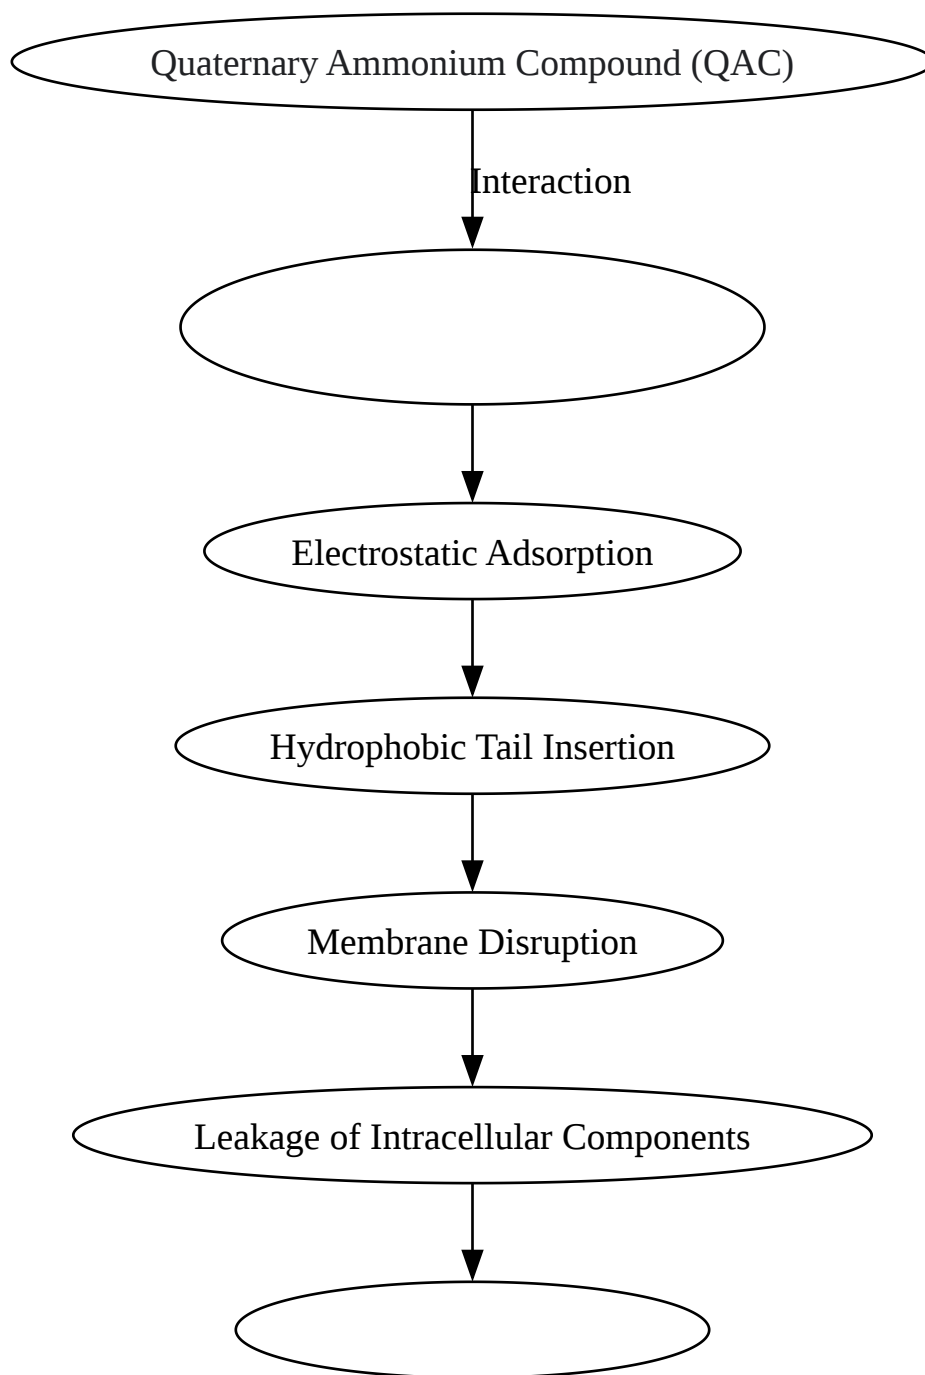 Quaternary Ammonium Compound (QAC)
Interaction
Electrostatic Adsorption
Hydrophobic Tail Insertion
Membrane Disruption
Leakage of Intracellular Components